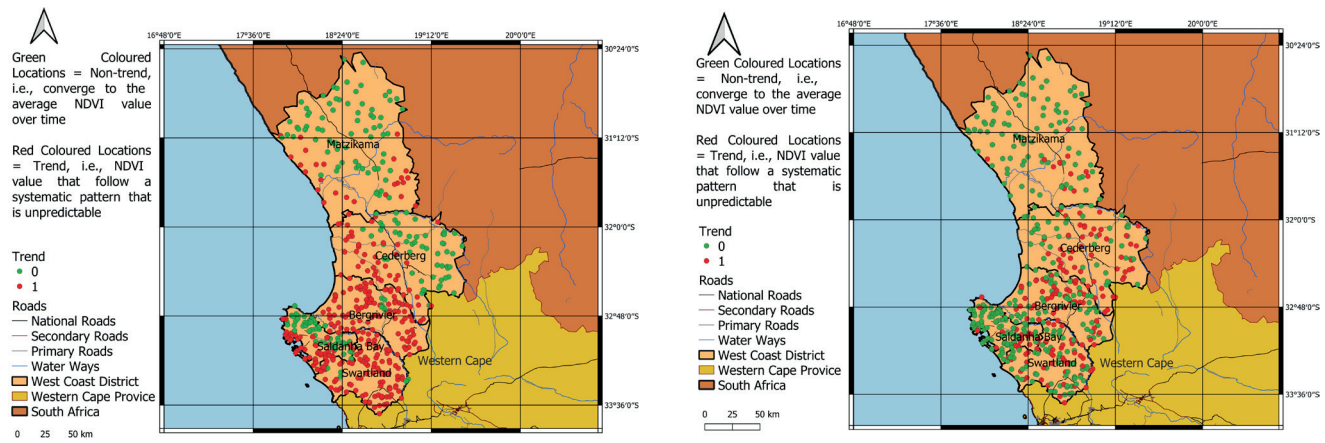 16°48'0"E 17°36'0"E 18°24'0"E 19°12'0"E 20°0'0"E
30°24'0"S
31°12'0"S
32°0'0"S
32°48'0"S
33°36'0"S
Green Coloured
Locations = Non-trend,
i.e., converge to the
average NDVI value
over time
Red Coloured Locations
= Trend, i.e., NDVI
value that follow a
systematic pattern that
is unpredictable
Trend
0
1
Roads
National Roads
Secondary Roads
Primary Roads
Water Ways
West Coast District
Western Cape Provice
South Africa
0 25 50 km
Matzikama
Cederberg
Bergrivier
Saldanha Bay
Swartland
Western Cape
16°48'0"E 17°36'0"E 18°24'0"E 19°12'0"E 20°0'0"E
30°24'0"S
31°12'0"S
32°0'0"S
32°48'0"S
33°36'0"S
Green Coloured Locations
= Non-trend, i.e.,
converge to the average
NDVI value over time
Red Coloured Locations
= Trend, i.e., NDVI value
that follow a systematic
pattern that is
unpredictable
Trend
0
1
Roads
National Roads
Secondary Roads
Primary Roads
Water Ways
West Coast District
Western Cape Province
South Africa
0 25 50 km
Matzikama
Cederberg
Bergrivier
Saldanha Bay
Swartland
Western Cape